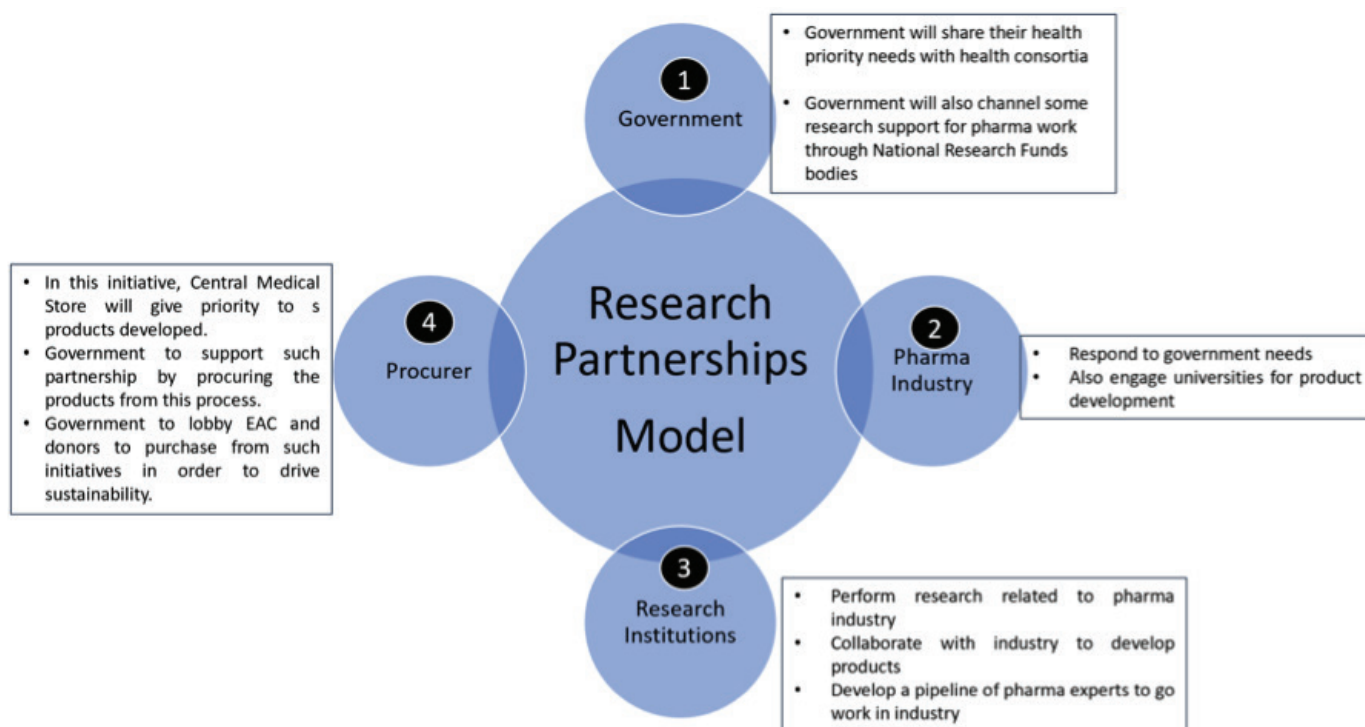 1
Government
• Government will share their health
priority needs with health consortia
• Government will also channel some
research support for pharma work
through National Research Funds
bodies
Research
Partnerships
Model
2
Pharma
Industry
• Respond to government needs
• Also engage universities for product
development
3
Research
Institutions
• Perform research related to pharma
industry
• Collaborate with industry to develop
products
• Develop a pipeline of pharma experts to go
work in industry
4
Procurer
• In this initiative, Central Medical
Store will give priority to s
products developed.
• Government to support such
partnership by procuring the
products from this process.
• Government to lobby EAC and
donors to purchase from such
initiatives in order to drive
sustainability.